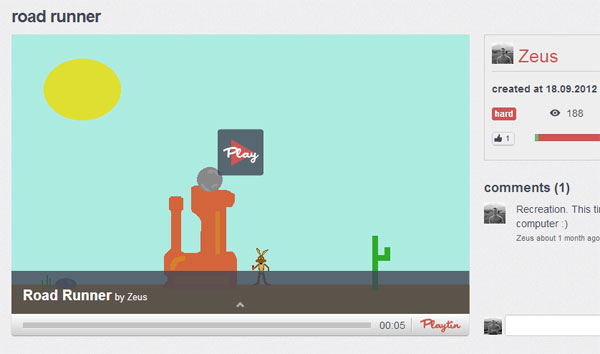 road runner
Play
Road Runner by Zeus
00:05
Playtin
Zeus
created at 18.09.2012
hard
188
1
comments (1)
Recreation. This
computer :)
Zeus about 1 month ago